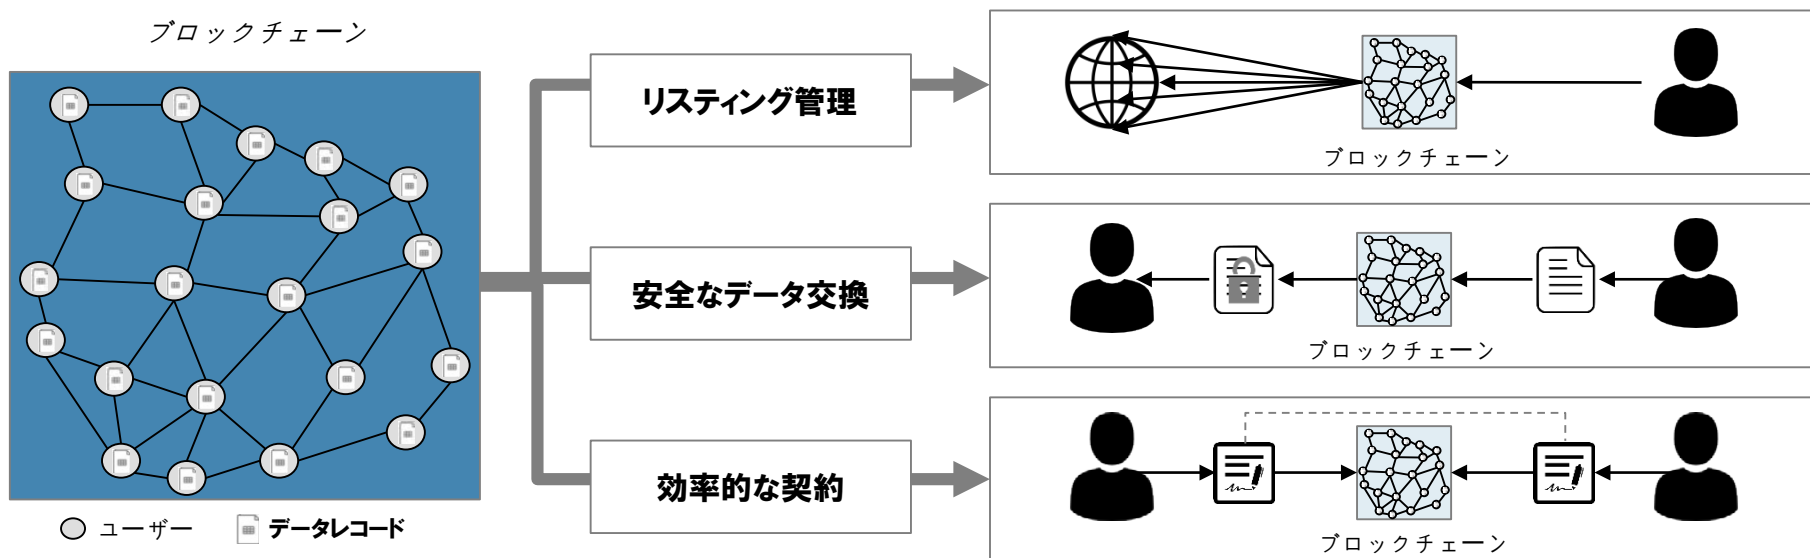 ブロックチェーン
リスティング管理
ブロックチェーン
安全なデータ交換
ブロックチェーン
効率的な契約
ブロックチェーン
ユーザー
データレコード